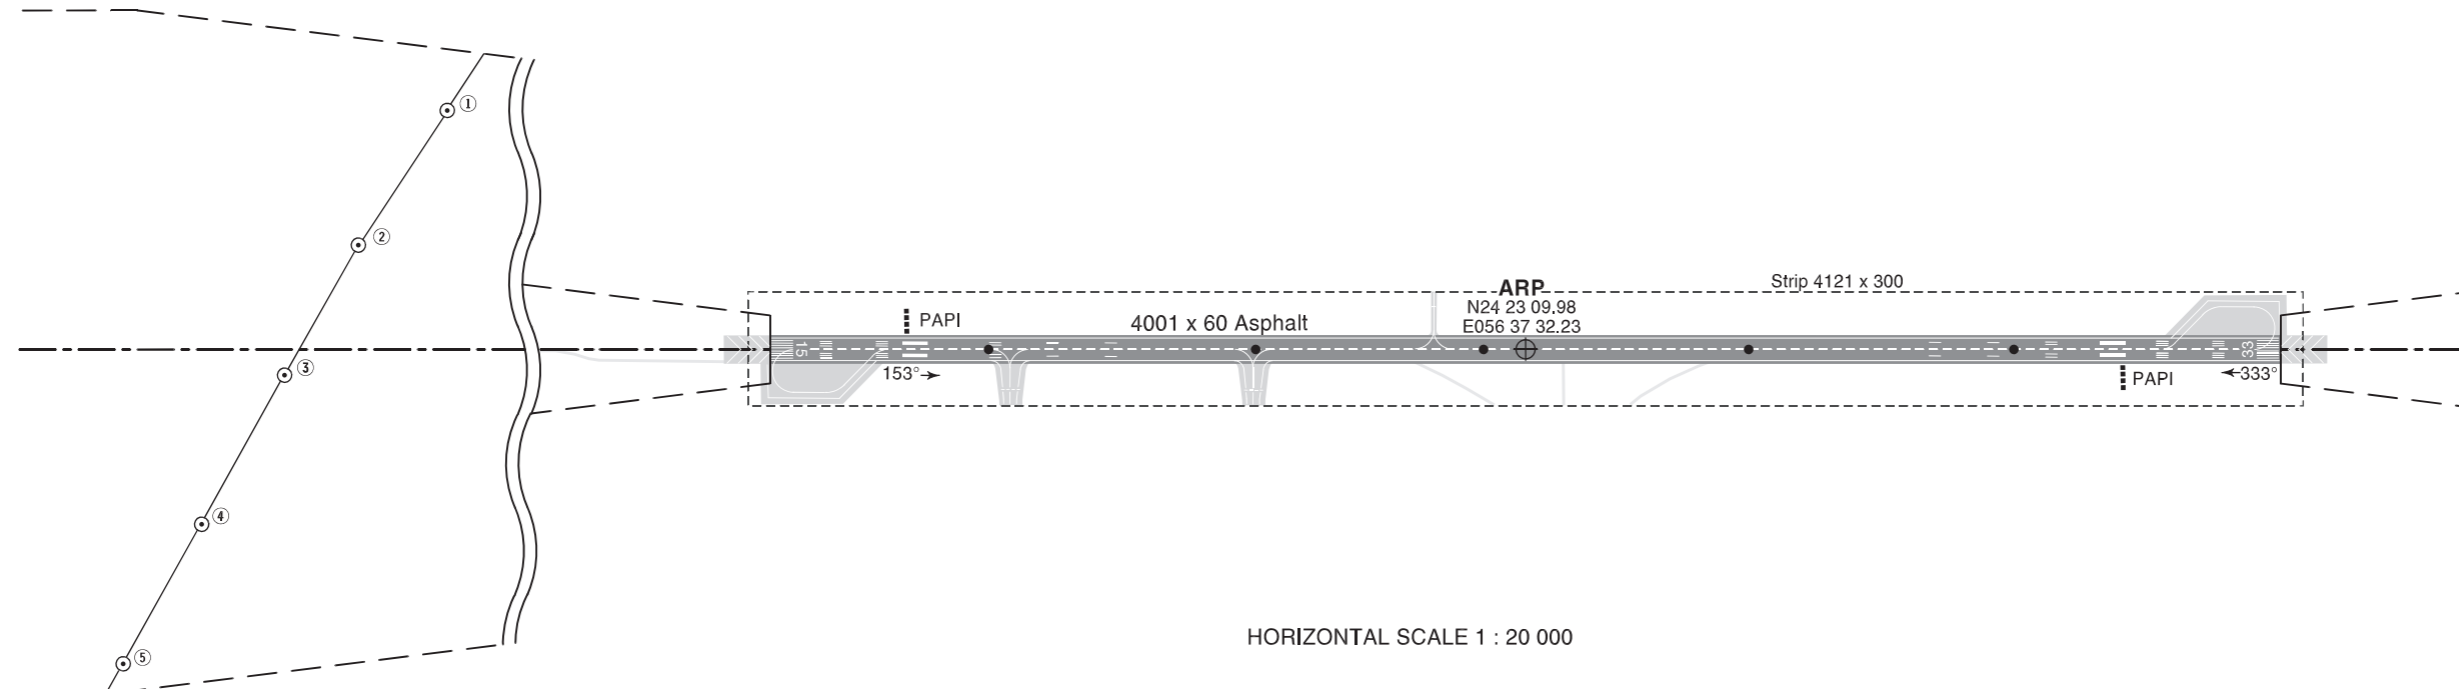 ①
②
③
④
⑤
ARP
N24 23 09.98
E056 37 32.23
Strip 4121 x 300
PAPI
4001 x 60 Asphalt
15
33
153°→
PAPI
←333°
HORIZONTAL SCALE 1 : 20 000